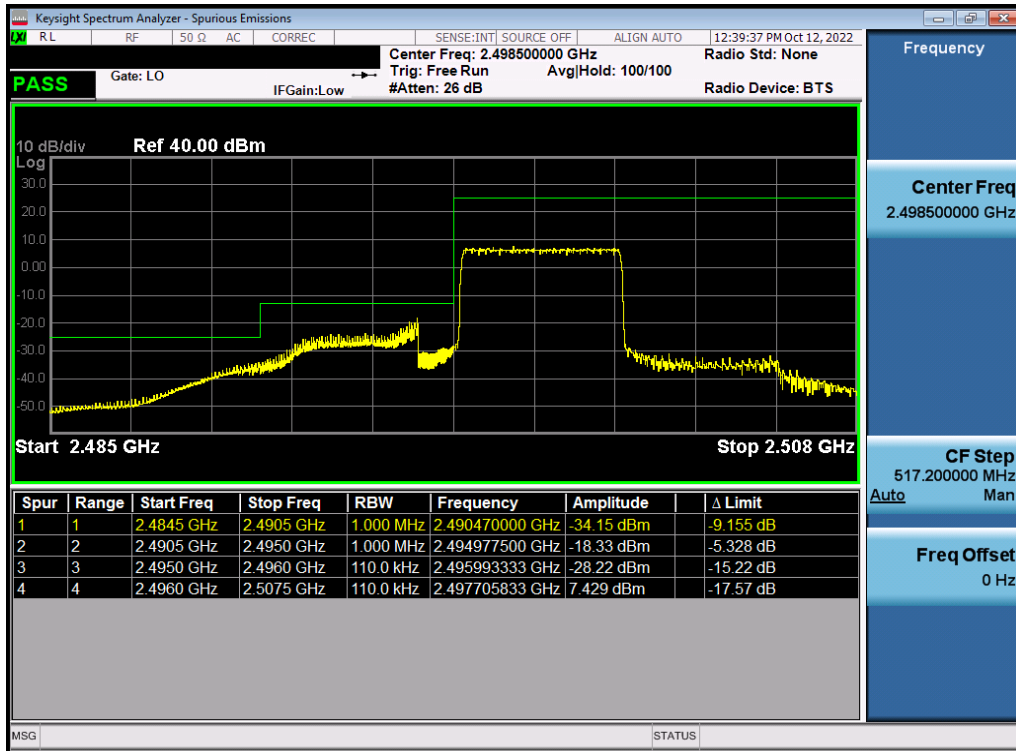 Keysight Spectrum Analyzer - Spurious Emissions
LXI RL RF 50 Ω AC CORREC SENSE:INT SOURCE OFF ALIGN AUTO 12:39:37 PM Oct 12, 2022
Center Freq: 2.498500000 GHz Radio Std: None
Gate: LO Trig: Free Run Avg|Hold: 100/100
PASS IFGain:Low #Atten: 26 dB Radio Device: BTS
10 dB/div Ref 40.00 dBm
Log
30.0
20.0
10.0
0.00
-10.0
-20.0
-30.0
-40.0
-50.0
Start 2.485 GHz Stop 2.508 GHz
Spur Range Start Freq Stop Freq RBW Frequency Amplitude Δ Limit
1 1 2.4845 GHz 2.4905 GHz 1.000 MHz 2.490470000 GHz -34.15 dBm -9.155 dB
2 2 2.4905 GHz 2.4950 GHz 1.000 MHz 2.494977500 GHz -18.33 dBm -5.328 dB
3 3 2.4950 GHz 2.4960 GHz 110.0 kHz 2.495993333 GHz -28.22 dBm -15.22 dB
4 4 2.4960 GHz 2.5075 GHz 110.0 kHz 2.497705833 GHz 7.429 dBm -17.57 dB
MSG STATUS
Frequency
Center Freq
2.498500000 GHz
CF Step
517.200000 MHz
Auto Man
Freq Offset
0 Hz